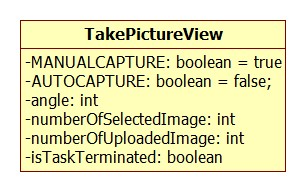 TakePictureView
-MANUALCAPTURE: boolean = true
-AUTOCAPTURE: boolean = false;
-angle: int
-numberOfSelectedImage: int
-numberOfUploadedImage: int
-isTaskTerminated: boolean